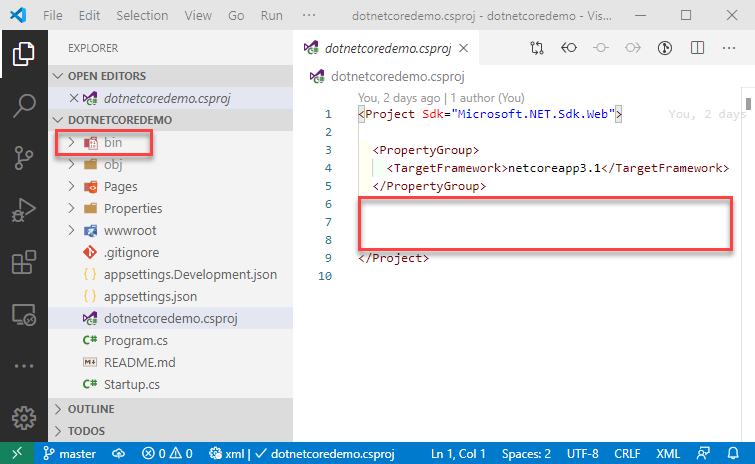 File Edit Selection View Go Run ··· dotnetcoredemo.csproj - dotnetcoredemo - Vis...
EXPLORER
OPEN EDITORS
dotnetcoredemo.csproj
DOTNETCOREDEMO
bin
obj
Pages
Properties
wwwroot
.gitignore
appsettings.Development.json
appsettings.json
dotnetcoredemo.csproj
Program.cs
README.md
Startup.cs
OUTLINE
TODOS
dotnetcoredemo.csproj
dotnetcoredemo.csproj
You, 2 days ago | 1 author (You)
1 <Project Sdk="Microsoft.NET.Sdk.Web"> You, 2 days
2
3 <PropertyGroup>
4 <TargetFramework>netcoreapp3.1</TargetFramework>
5 </PropertyGroup>
6
7
8
9 </Project>
10
master 0 0 xml | dotnetcoredemo.csproj Ln 1, Col 1 Spaces: 2 UTF-8 CRLF XML